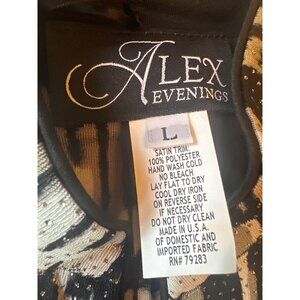 ALEX
EVENINGS
L
SATIN TRIM:
100% POLYESTER
HAND WASH COLD
NO BLEACH
LAY FLAT TO DRY
COOL DRY IRON
ON REVERSE SIDE
IF NECESSARY
DO NOT DRY CLEAN
MADE IN U.S.A.
OF DOMESTIC AND
IMPORTED FABRIC
RN# 79283